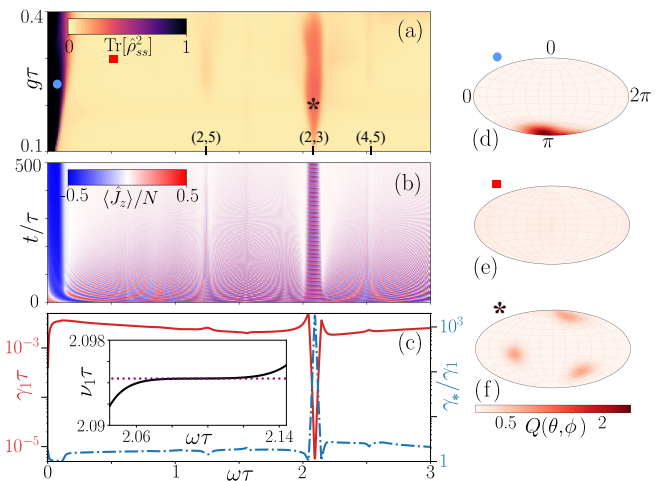 0.4
(a)
0
Tr[ρ̂²ss]
1
gτ
*
(2,5)
(2,3)
(4,5)
0.1
500
(b)
-0.5
0.5
⟨Ĵz⟩/N
t/τ
0
(c)
2.098
ν₁τ
2.09
2.06
ωτ
2.14
10⁻³
γ₁τ
10⁻⁵
10³
γ*/γ₁
1
0
1
ωτ
2
3
0
0
2π
π
(d)
(e)
*
(f)
0.5
Q(θ,ϕ)
2